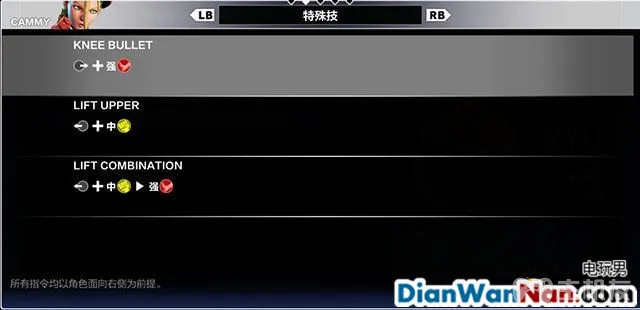 CAMMY
LB 特殊技 RB
KNEE BULLET
+ 强
LIFT UPPER
+ 中
LIFT COMBINATION
+ 中 ▶ 强
所有指令均以角色面向右侧为前提。
电玩男
DianWanNan.com